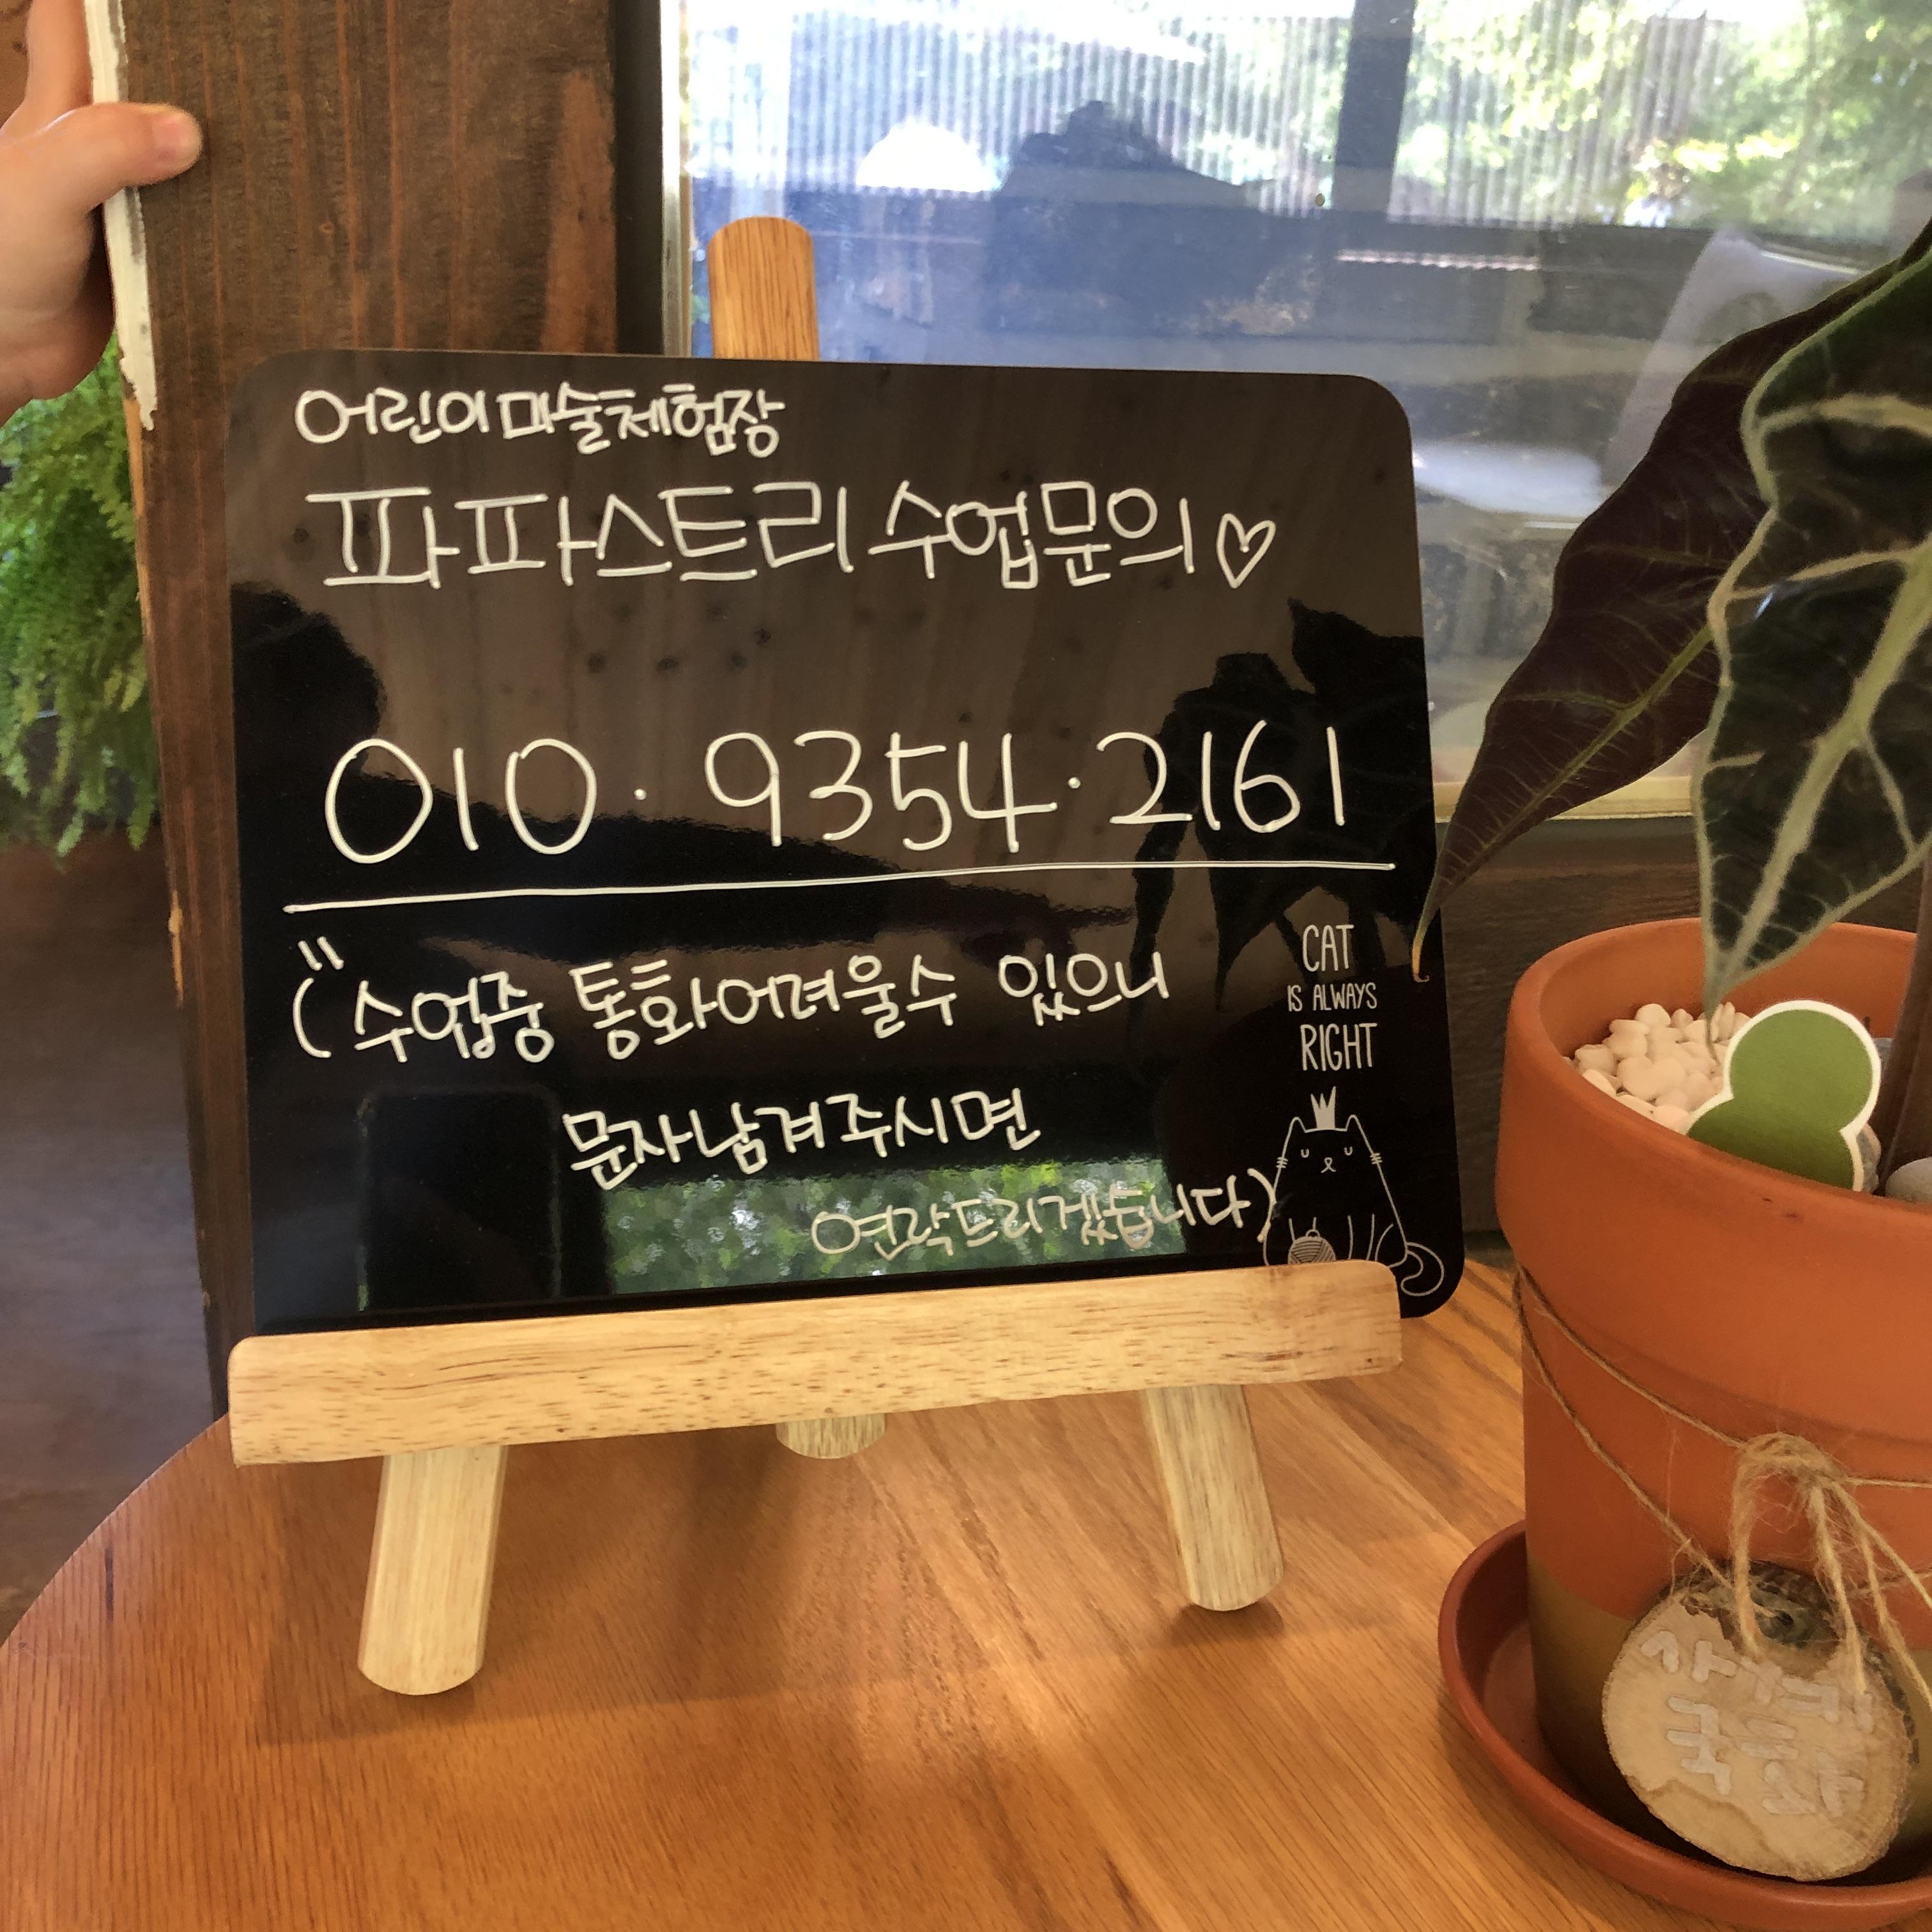 어린이미술체험장
파파스트리 수업문의♡
010·9354·2161
(수업중 통화어려울수 있으니
문자남겨주시면
연락드리겠습니다)
CAT
IS ALWAYS
RIGHT